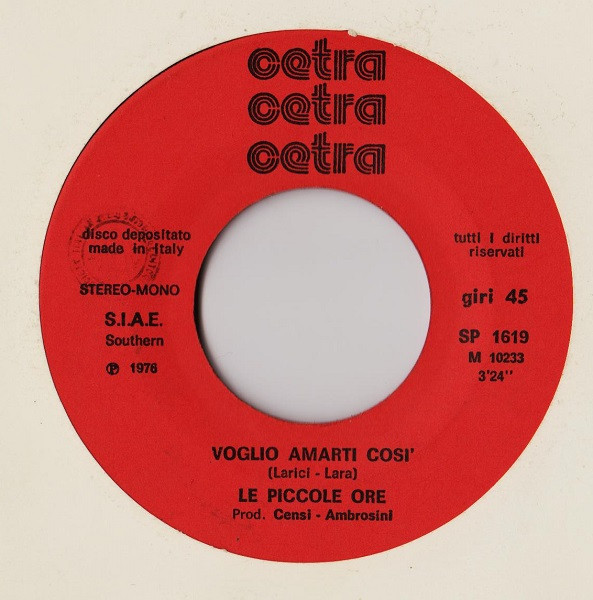 cetra
cetra
cetra
disco depositato
made in Italy
STEREO-MONO
S.I.A.E.
Southern
℗ 1976
tutti i diritti
riservati
giri 45
SP 1619
M 10233
3'24''
VOGLIO AMARTI COSI'
(Larici - Lara)
LE PICCOLE ORE
Prod. Censi - Ambrosini